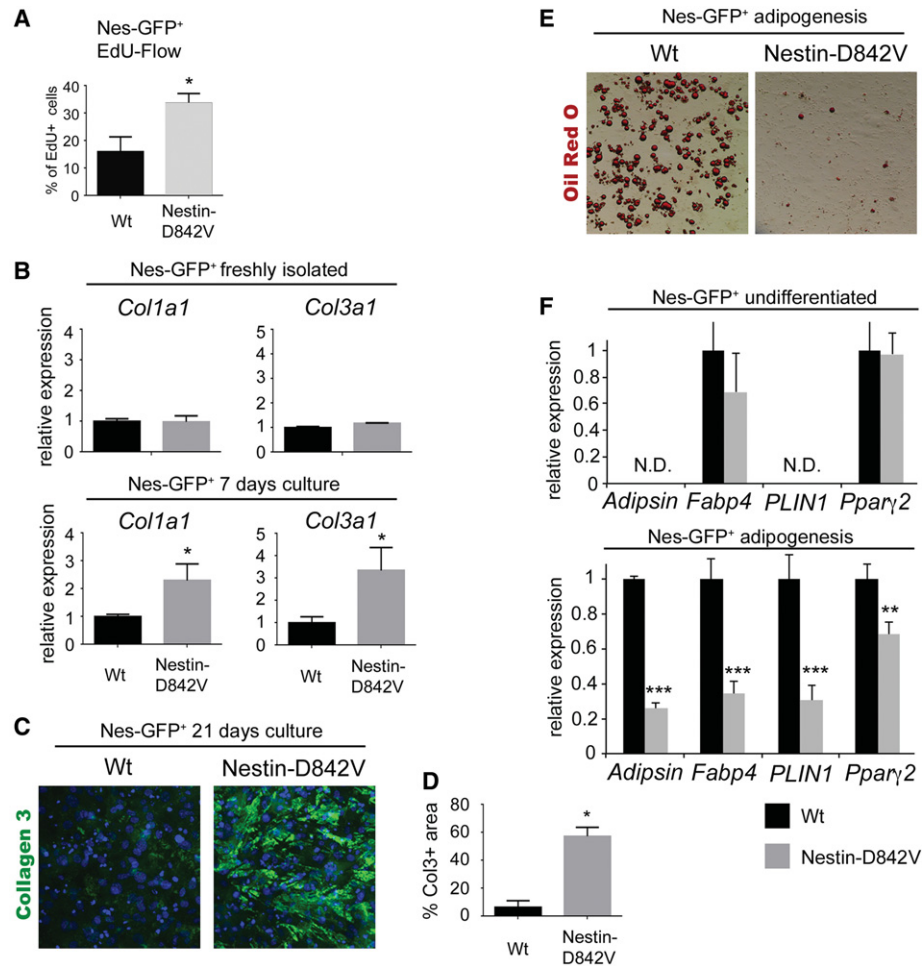 A
Nes-GFP⁺
EdU-Flow
% of EdU+ cells
40
30
20
10
0
*
Wt
Nestin-
D842V
B
Nes-GFP⁺ freshly isolated
Col1a1
Col3a1
relative expression
4
3
2
1
0
5
4
3
2
1
0
Nes-GFP⁺ 7 days culture
Col1a1
Col3a1
relative expression
4
3
2
1
0
*
5
4
3
2
1
0
*
Wt
Nestin-
D842V
Wt
Nestin-
D842V
C
Nes-GFP⁺ 21 days culture
Wt
Nestin-D842V
Collagen 3
D
% Col3+ area
80
60
40
20
0
*
Wt
Nestin-
D842V
E
Nes-GFP⁺ adipogenesis
Wt
Nestin-D842V
Oil Red O
F
Nes-GFP⁺ undifferentiated
relative expression
1
0.8
0.6
0.4
0.2
0
N.D.
N.D.
Adipsin Fabp4 PLIN1 Pparγ2
Nes-GFP⁺ adipogenesis
relative expression
1
0.8
0.6
0.4
0.2
0
*** *** *** **
Adipsin Fabp4 PLIN1 Pparγ2
Wt
Nestin-D842V